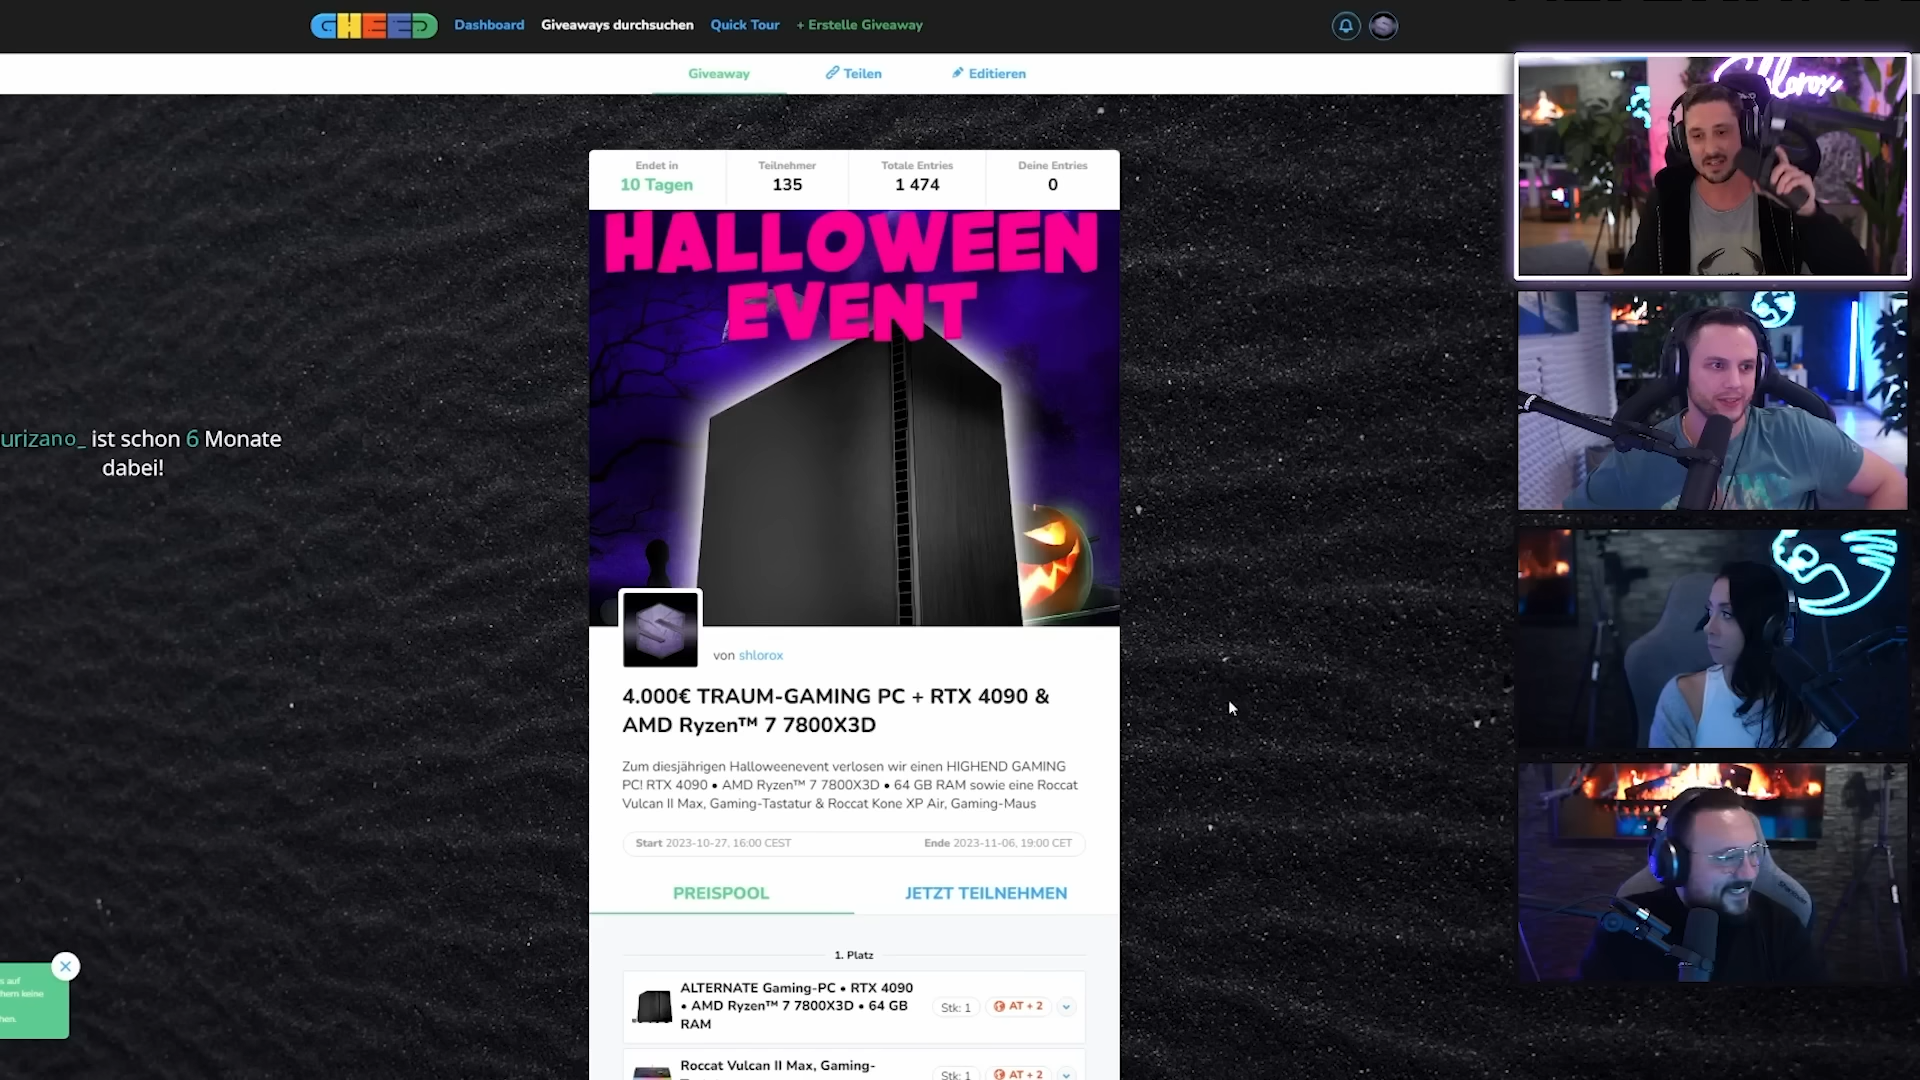 GHEED Dashboard Giveaways durchsuchen Quick Tour + Erstelle Giveaway
Giveaway Teilen Editieren
Shlorox
Endet in Teilnehmer Totale Entries Deine Entries
10 Tagen 135 1 474 0
HALLOWEEN
EVENT
urizano_ ist schon 6 Monate
dabei!
von shlorox
4.000€ TRAUM-GAMING PC + RTX 4090 &
AMD Ryzen™ 7 7800X3D
Zum diesjährigen Halloweenevent verlosen wir einen HIGHEND GAMING
PC! RTX 4090 • AMD Ryzen™ 7 7800X3D • 64 GB RAM sowie eine Roccat
Vulcan II Max, Gaming-Tastatur & Roccat Kone XP Air, Gaming-Maus
Start 2023-10-27, 16:00 CEST Ende 2023-11-06, 19:00 CET
PREISPOOL JETZT TEILNEHMEN
1. Platz
ALTERNATE Gaming-PC • RTX 4090
• AMD Ryzen™ 7 7800X3D • 64 GB
RAM
Stk: 1 AT + 2
Roccat Vulcan II Max, Gaming-
Stk: 1 AT + 2
s auf
hern keine
hen.